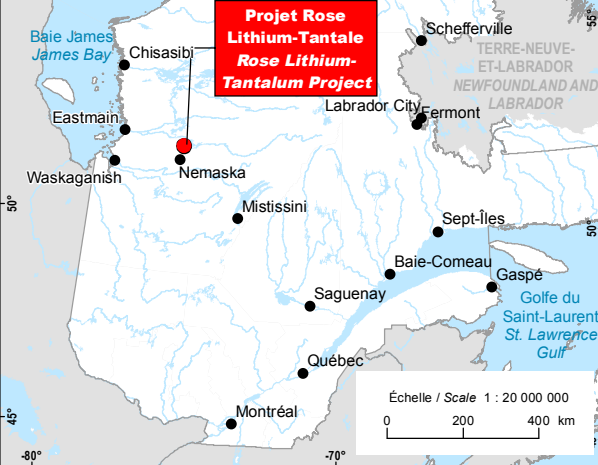 Projet Rose
Lithium-Tantale
Rose Lithium-
Tantalum Project
Baie James
James Bay
Chisasibi
Schefferville
55°
TERRE-NEUVE-
ET-LABRADOR
NEWFOUNDLAND AND
LABRADOR
Labrador City
Fermont
Eastmain
Waskaganish
Nemaska
50°
Mistissini
Sept-Îles
50°
Baie-Comeau
Gaspé
Saguenay
Golfe du
Saint-Laurent
St. Lawrence
Gulf
Québec
Échelle / Scale 1 : 20 000 000
0 200 400 km
45°
Montréal
-80°
-70°